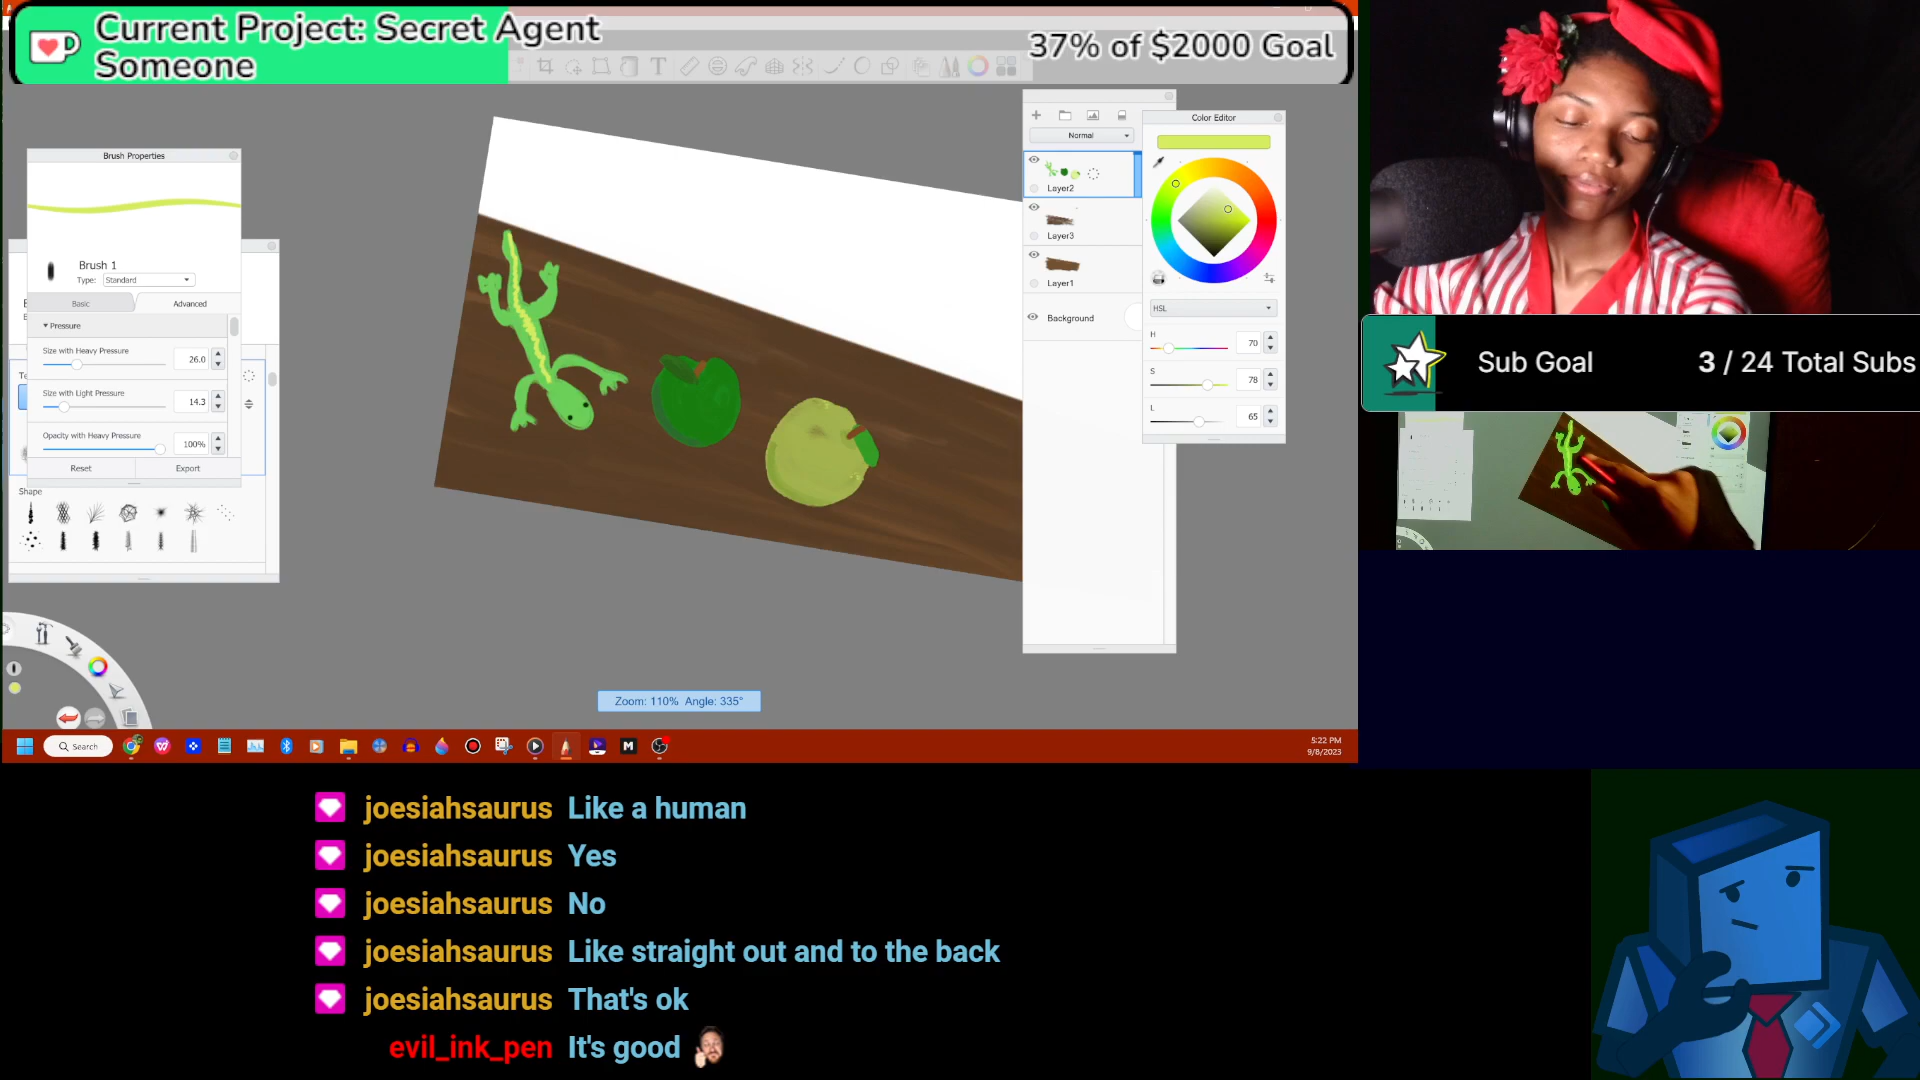 Current Project: Secret Agent
Someone
37% of $2000 Goal
Brush Properties
Brush 1
Type: Standard
Basic
Advanced
Pressure
Size with Heavy Pressure
26.0
Size with Light Pressure
14.3
Opacity with Heavy Pressure
100%
Reset
Export
Shape
Normal
Layer2
Layer3
Layer1
Background
Color Editor
HSL
H
70
S
78
L
65
Zoom: 110% Angle: 335°
Search
5:22 PM
9/8/2023
Sub Goal
3 / 24 Total Subs
joesiahsaurus Like a human
joesiahsaurus Yes
joesiahsaurus No
joesiahsaurus Like straight out and to the back
joesiahsaurus That's ok
evil_ink_pen It's good